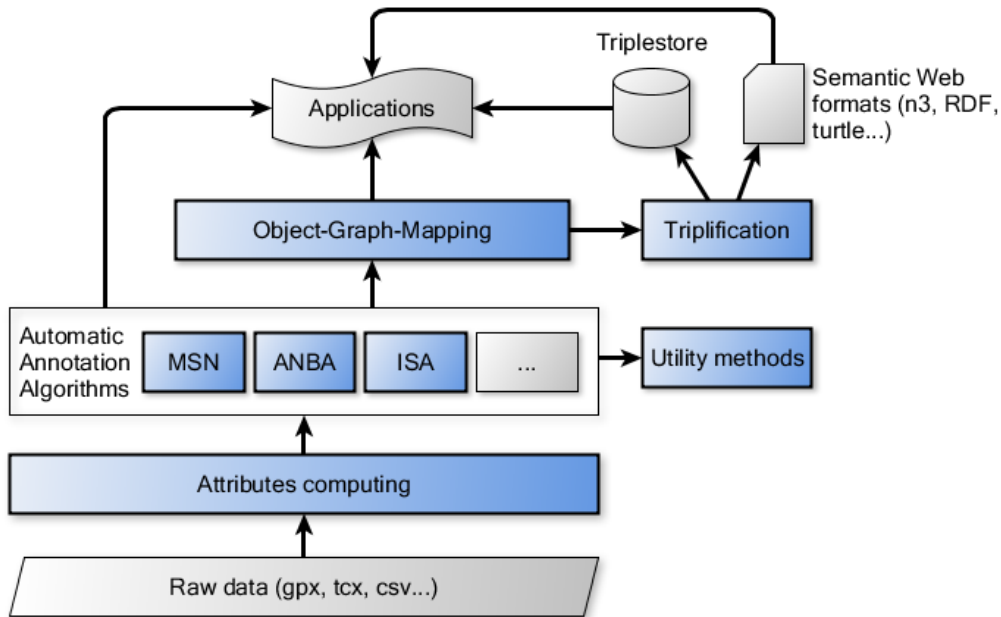 Triplestore
Semantic Web
formats (n3, RDF,
turtle...)
Applications
Object-Graph-Mapping
Triplification
Automatic
Annotation
Algorithms
MSN
ANBA
ISA
...
Utility methods
Attributes computing
Raw data (gpx, tcx, csv...)